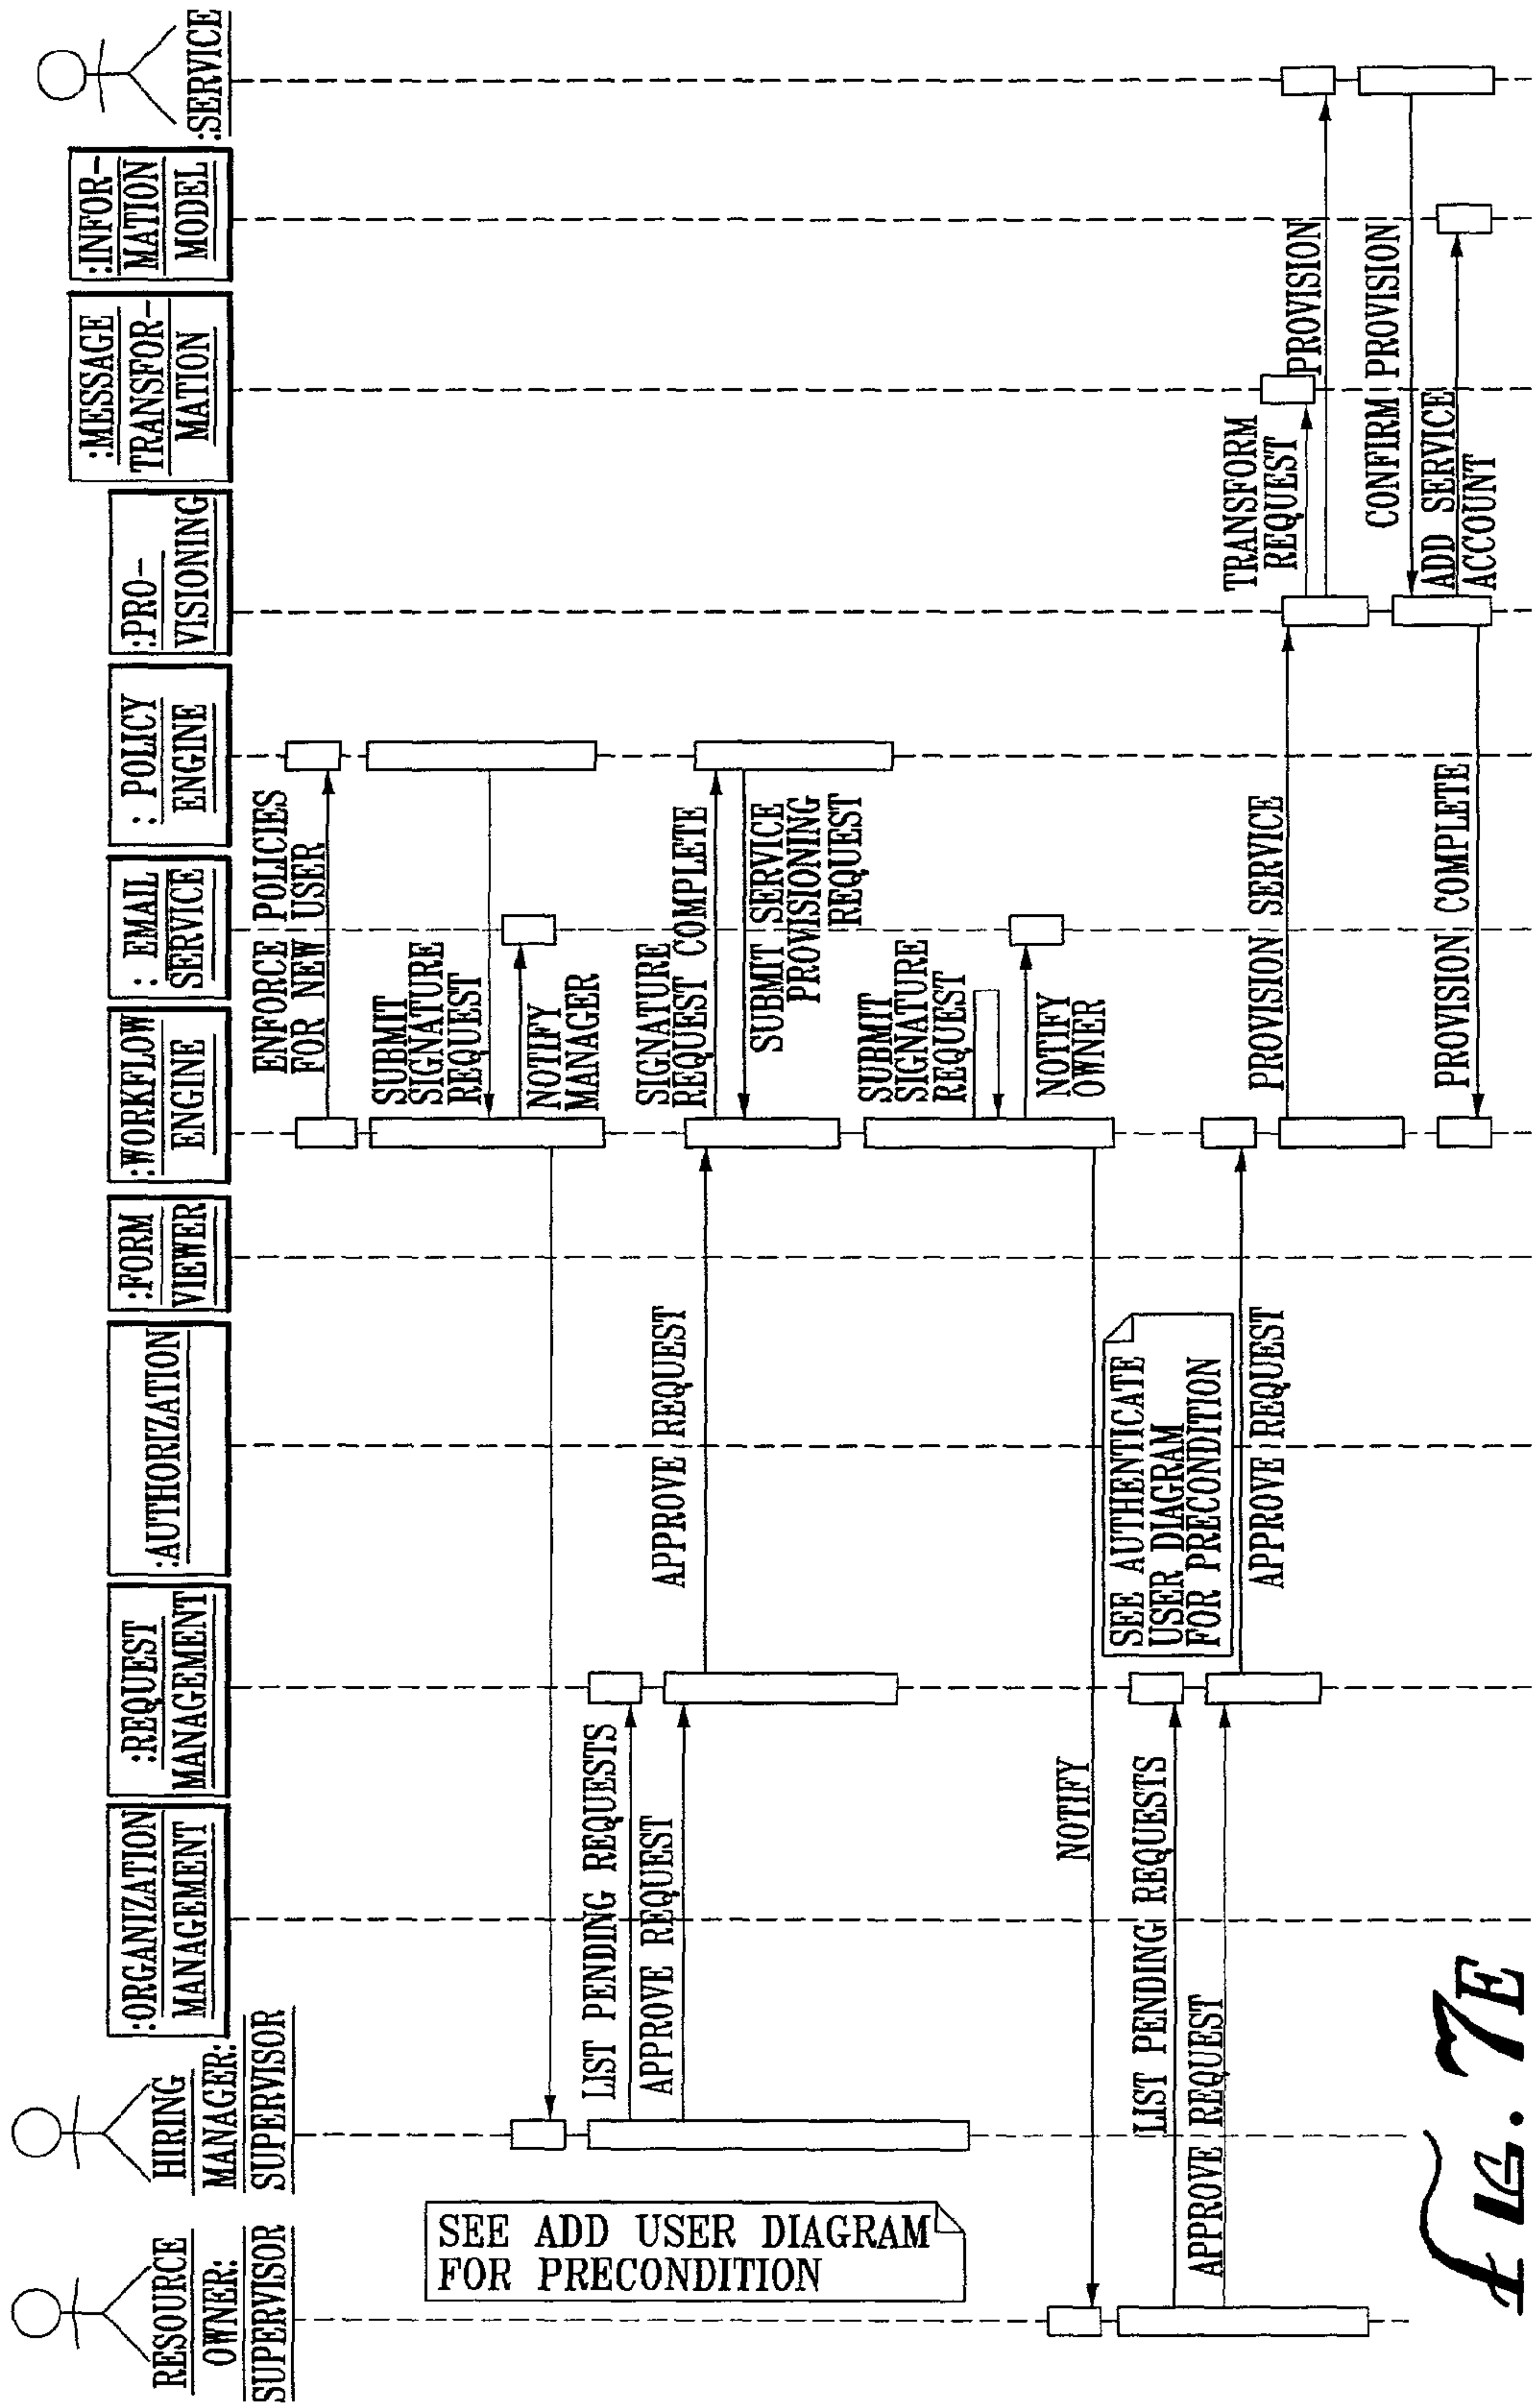 RESOURCE
OWNER:
SUPERVISOR
HIRING
MANAGER:
SUPERVISOR
:ORGANIZATION
MANAGEMENT
:REQUEST
MANAGEMENT
:AUTHORIZATION
:FORM
VIEWER
:WORKFLOW
ENGINE
: EMAIL
SERVICE
: POLICY
ENGINE
:PRO-
VISIONING
:MESSAGE
TRANSFOR-
MATION
:INFOR-
MATION
MODEL
:SERVICE
ENFORCE POLICIES
FOR NEW USER
SUBMIT
SIGNATURE
REQUEST
NOTIFY
MANAGER
SEE ADD USER DIAGRAM
FOR PRECONDITION
LIST PENDING REQUESTS
APPROVE REQUEST
APPROVE REQUEST
SIGNATURE
REQUEST COMPLETE
SUBMIT SERVICE
PROVISIONING
REQUEST
SUBMIT
SIGNATURE
REQUEST
NOTIFY
OWNER
NOTIFY
SEE AUTHENTICATE
USER DIAGRAM
FOR PRECONDITION
LIST PENDING REQUESTS
APPROVE REQUEST
APPROVE REQUEST
PROVISION SERVICE
TRANSFORM
REQUEST
PROVISION
CONFIRM PROVISION
ADD SERVICE
ACCOUNT
PROVISION COMPLETE
FIG. 7E